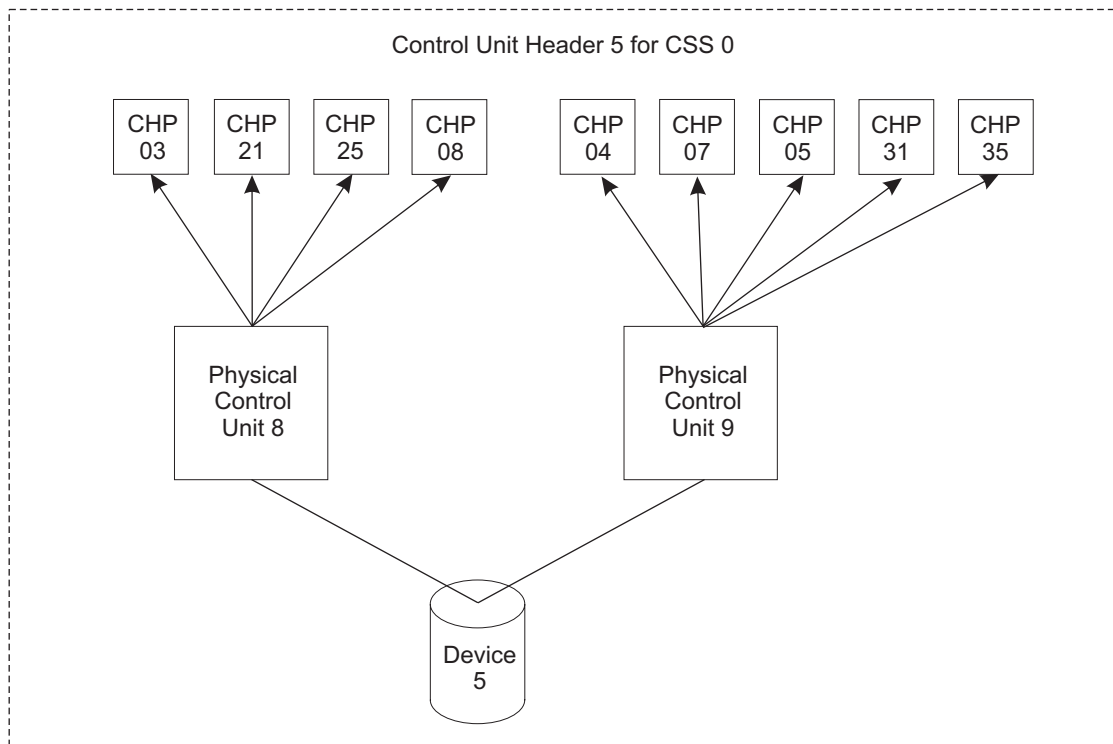 Control Unit Header 5 for CSS 0
CHP
03
CHP
21
CHP
25
CHP
08
CHP
04
CHP
07
CHP
05
CHP
31
CHP
35
Physical
Control
Unit 8
Physical
Control
Unit 9
Device
5